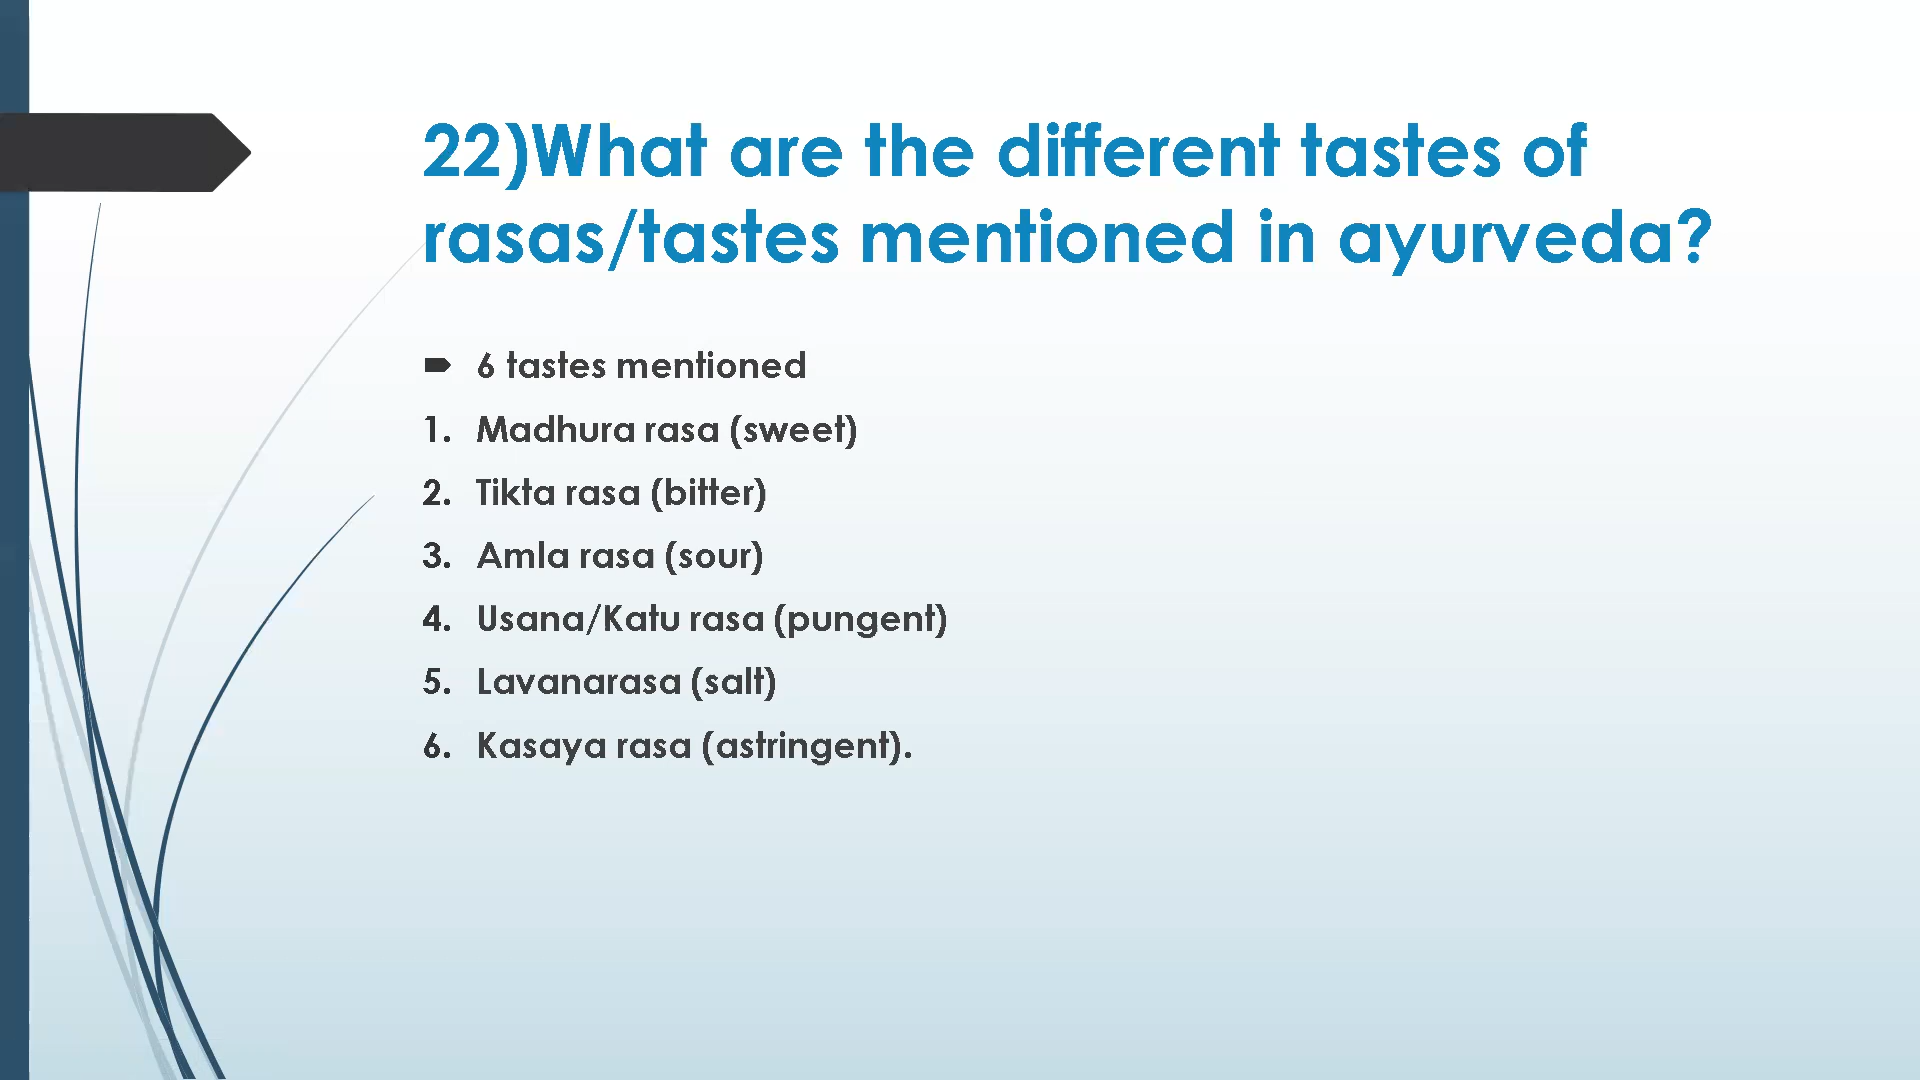 22)What are the different tastes of
rasas/tastes mentioned in ayurveda?
6 tastes mentioned
1. Madhura rasa (sweet)
2. Tikta rasa (bitter)
3. Amla rasa (sour)
4. Usana/Katu rasa (pungent)
5. Lavanarasa (salt)
6. Kasaya rasa (astringent).